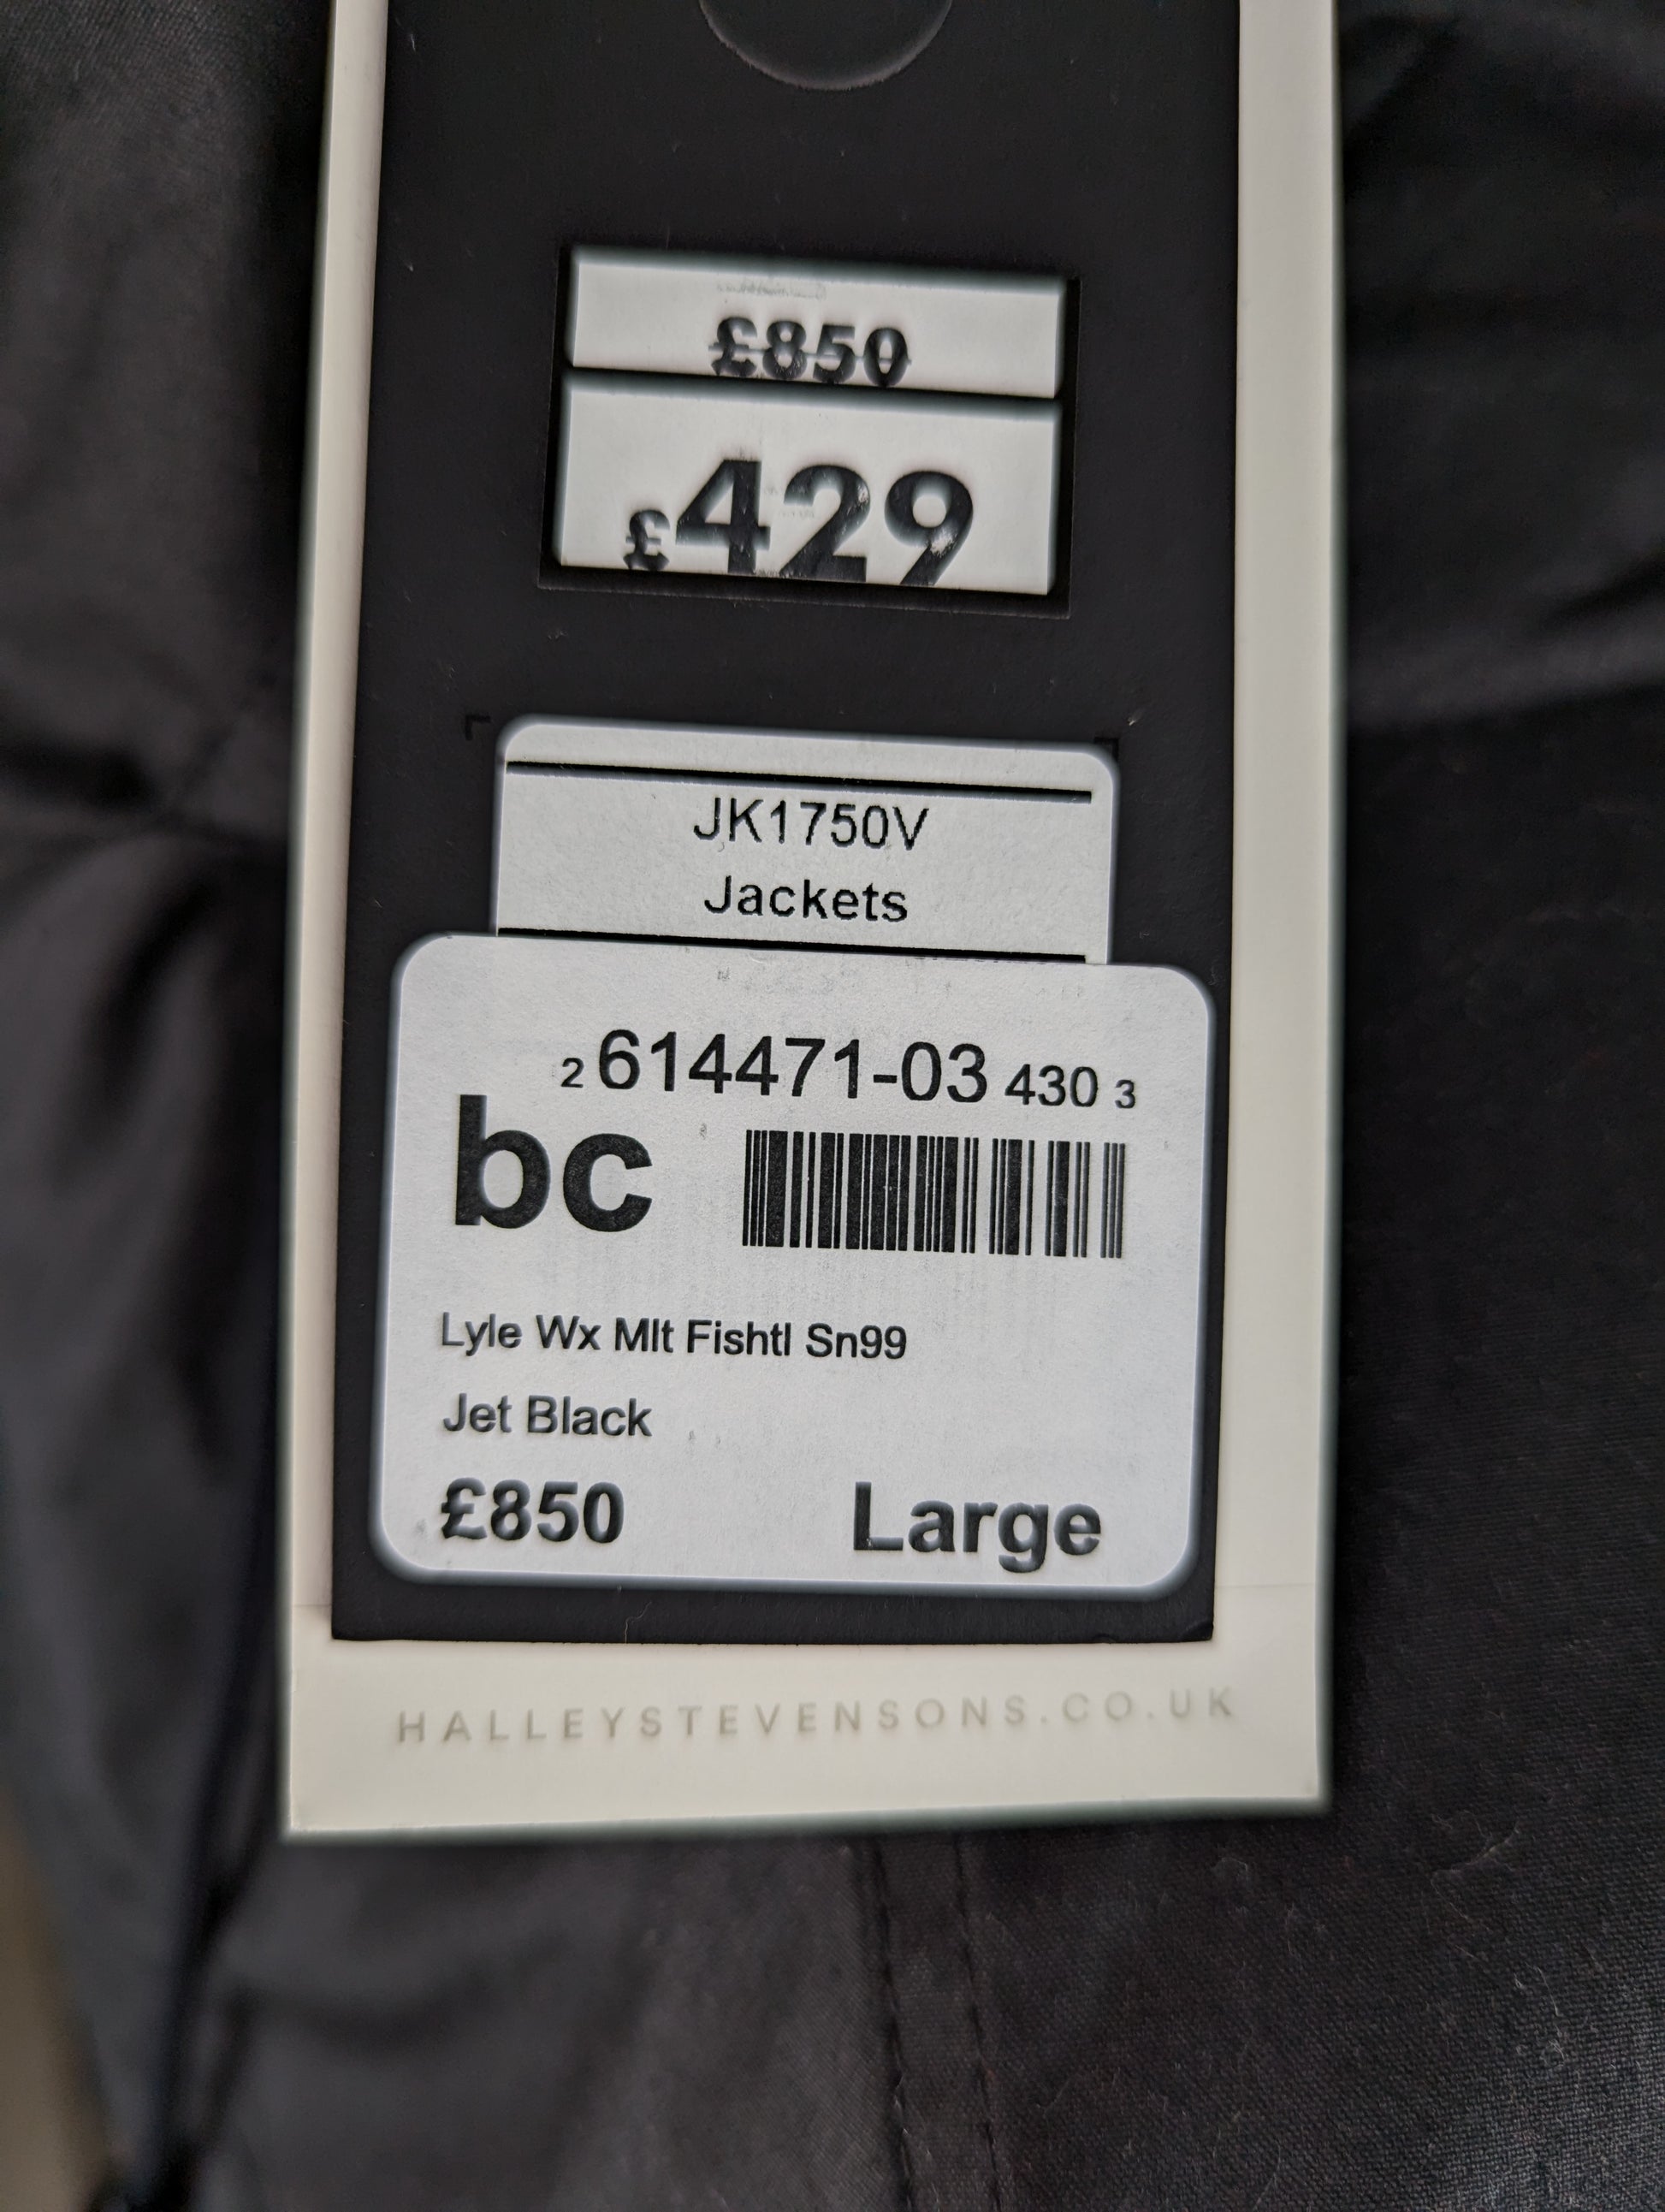 £850
£429
JK1750V
Jackets
2 614471-03 430 3
bc
Lyle Wx Mlt Fishtl Sn99
Jet Black
£850 Large
HALLEYSTEVENSONS.CO.UK